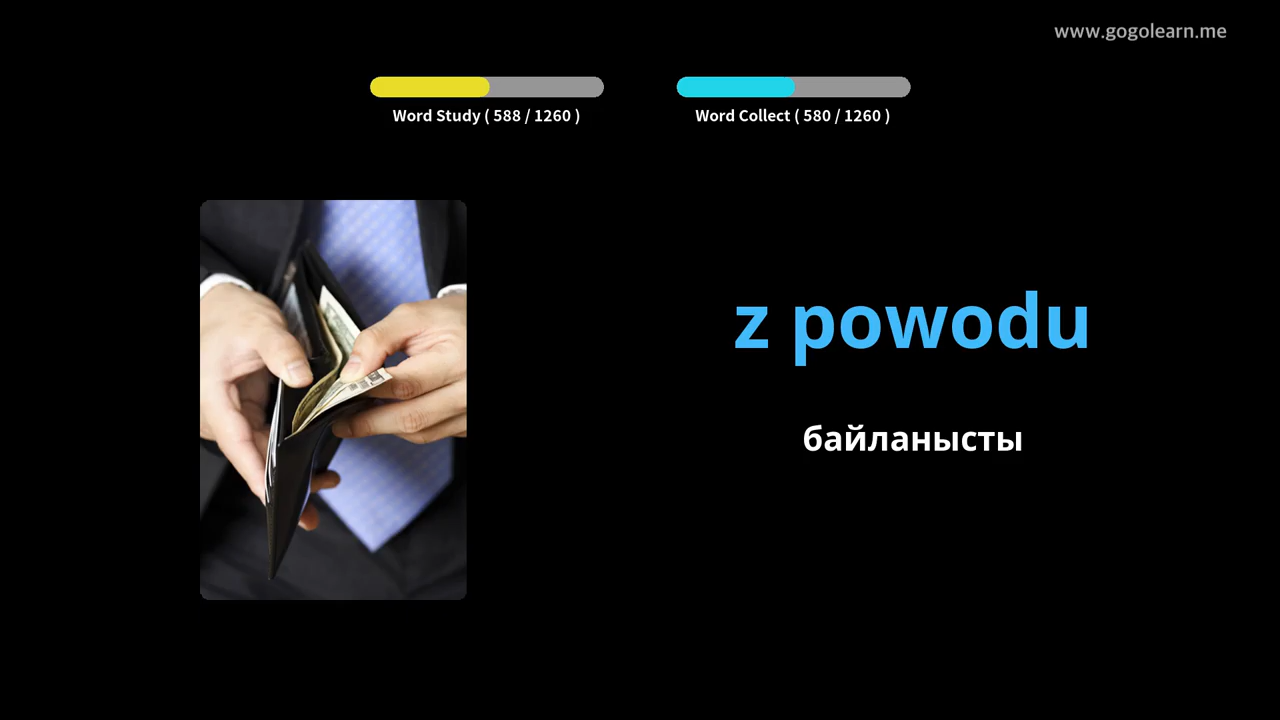 www.gogolearn.me
Word Study ( 588 / 1260 )
Word Collect ( 580 / 1260 )
z powodu
байланысты